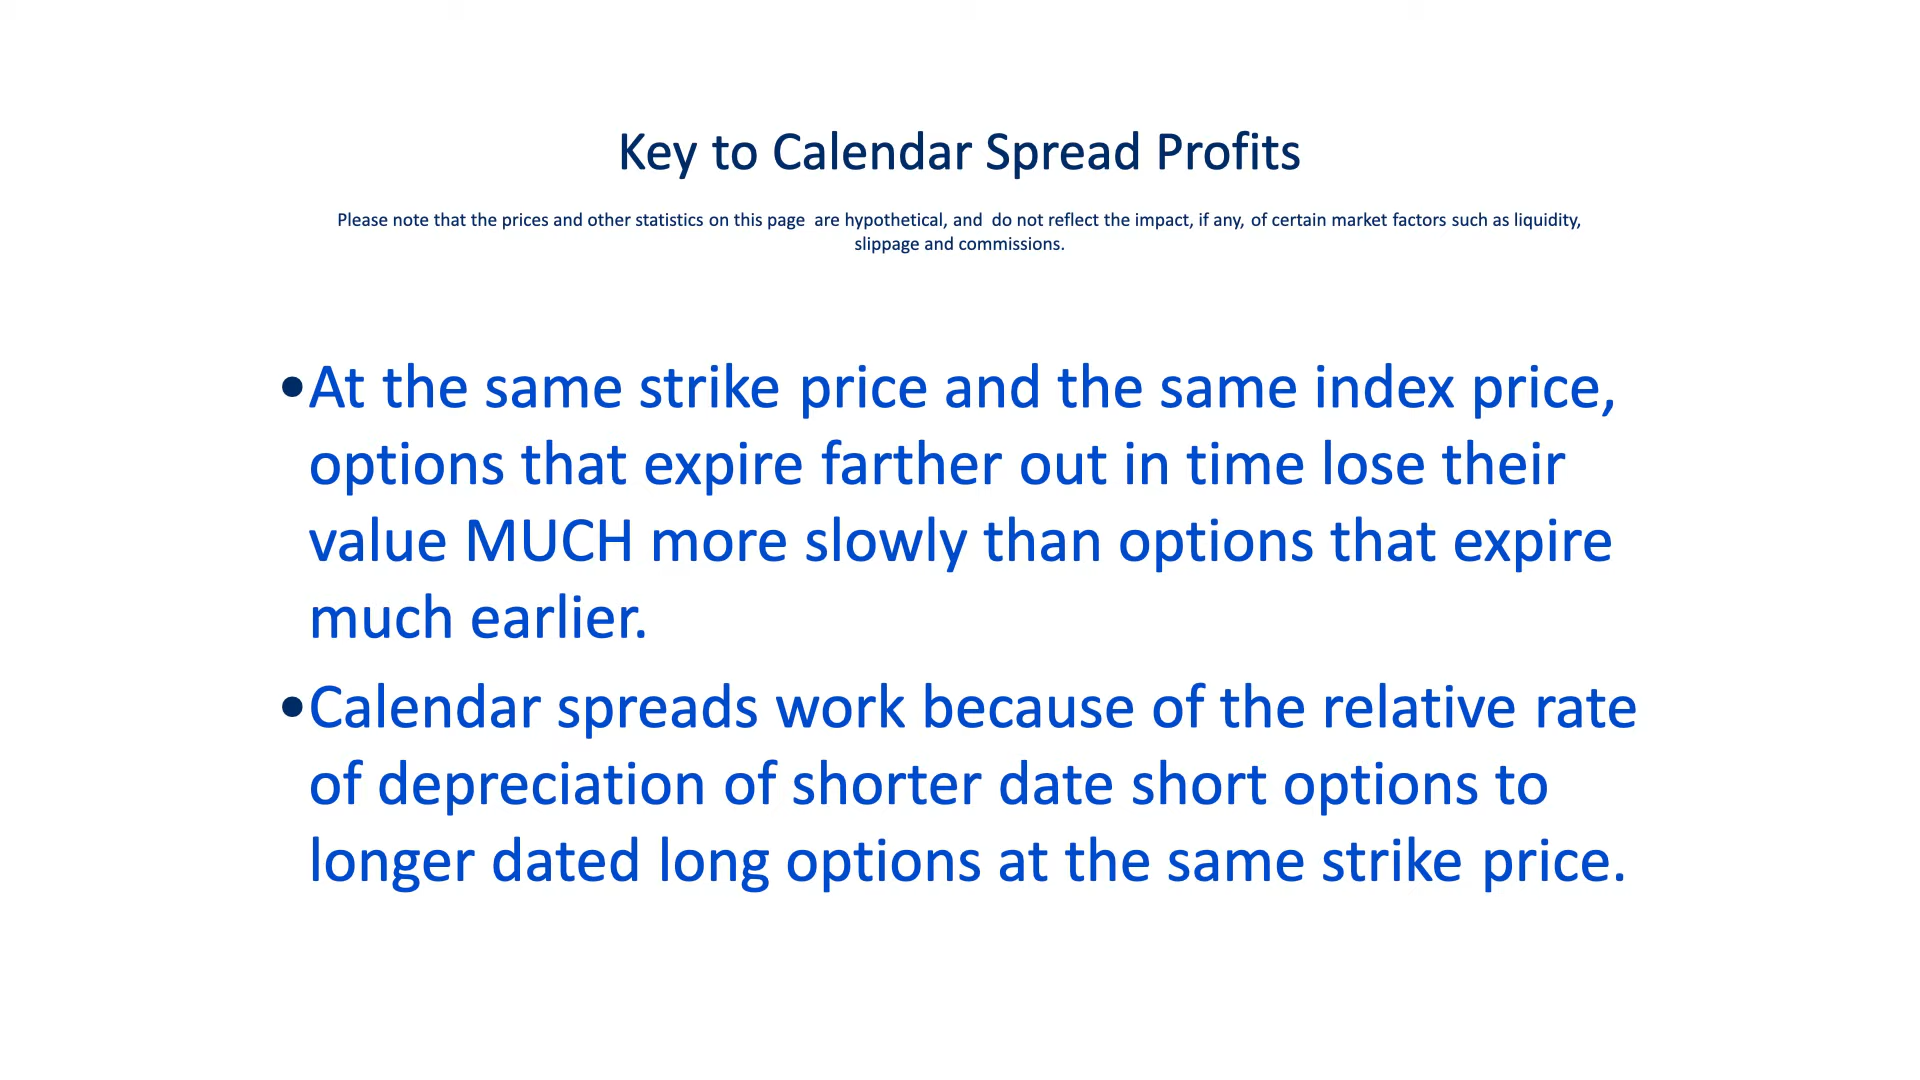 Key to Calendar Spread Profits
Please note that the prices and other statistics on this page  are hypothetical, and  do not reflect the impact, if any, of certain market factors such as liquidity,
slippage and commissions.
•At the same strike price and the same index price,
options that expire farther out in time lose their
value MUCH more slowly than options that expire
much earlier.
•Calendar spreads work because of the relative rate
of depreciation of shorter date short options to
longer dated long options at the same strike price.